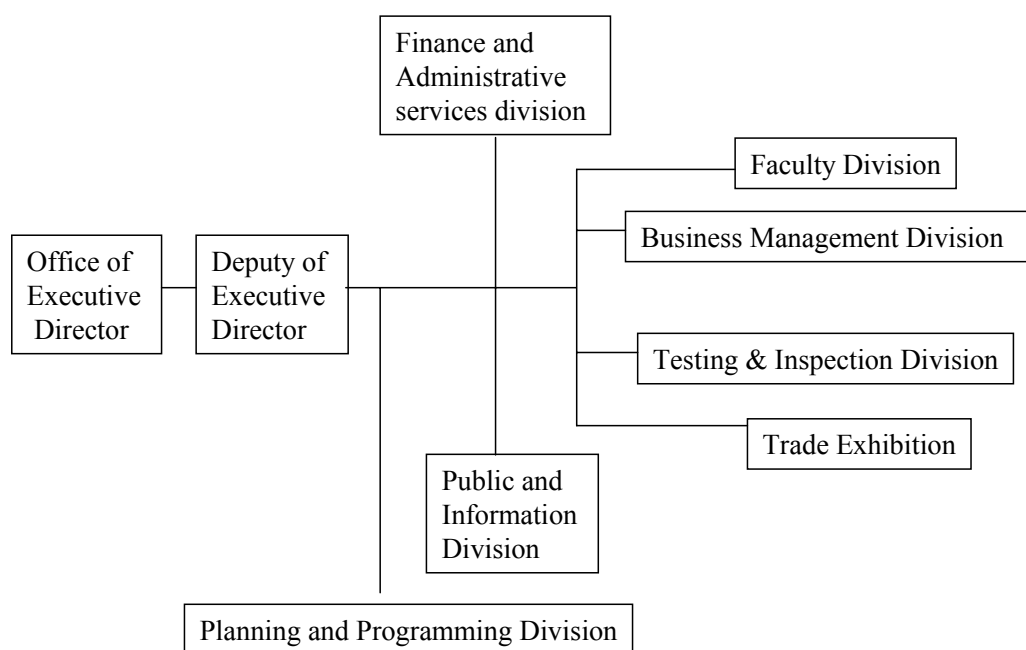 Finance and
Administrative
services division
Faculty Division
Business Management Division
Office of
Executive
Director
Deputy of
Executive
Director
Testing & Inspection Division
Trade Exhibition
Public and
Information
Division
Planning and Programming Division